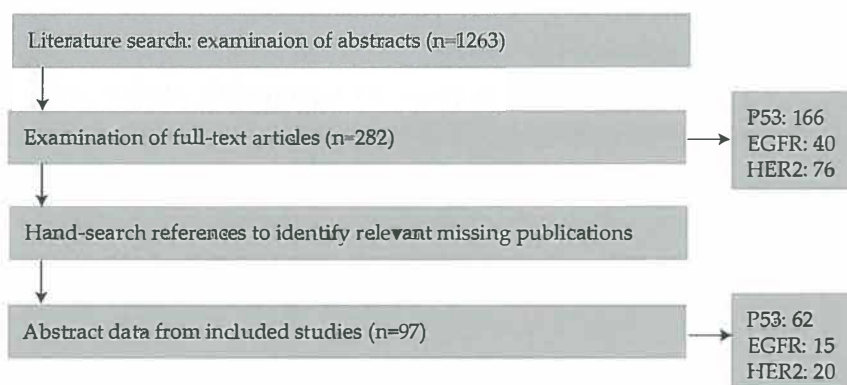 Literature search: examinaion of abstracts (n=1263)
Examination of full-text articles (n=282)
P53: 166
EGFR: 40
HER2: 76
Hand-search references to identify relevant missing publications
Abstract data from included studies (n=97)
P53: 62
EGFR: 15
HER2: 20